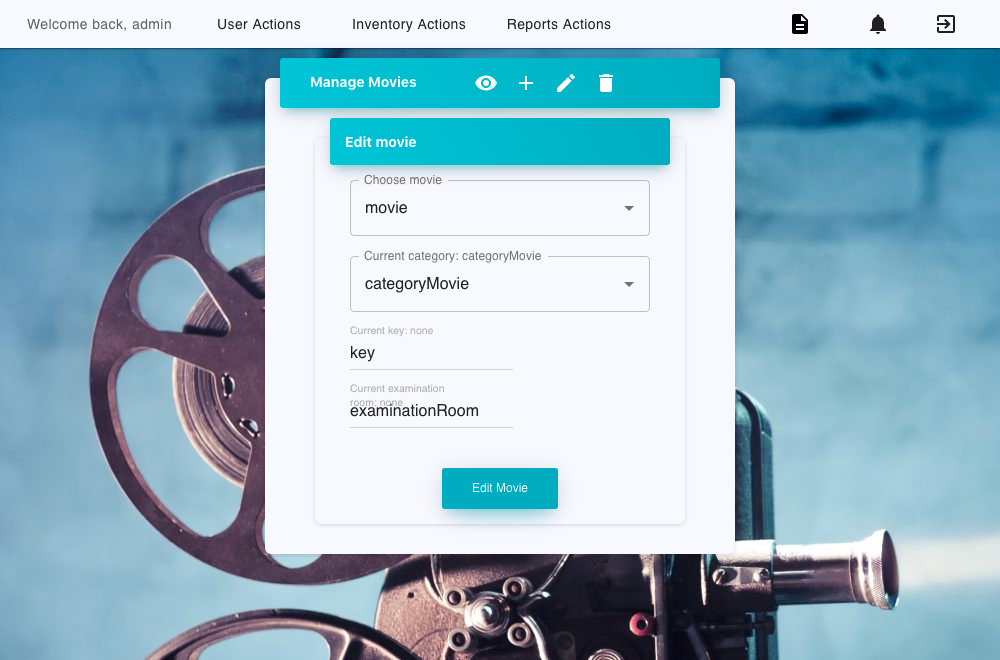 Welcome back, admin
User Actions
Inventory Actions
Reports Actions
Manage Movies
Edit movie
Choose movie
movie
Current category: categoryMovie
categoryMovie
Current key: none
key
Current examination
room: none
examinationRoom
Edit Movie